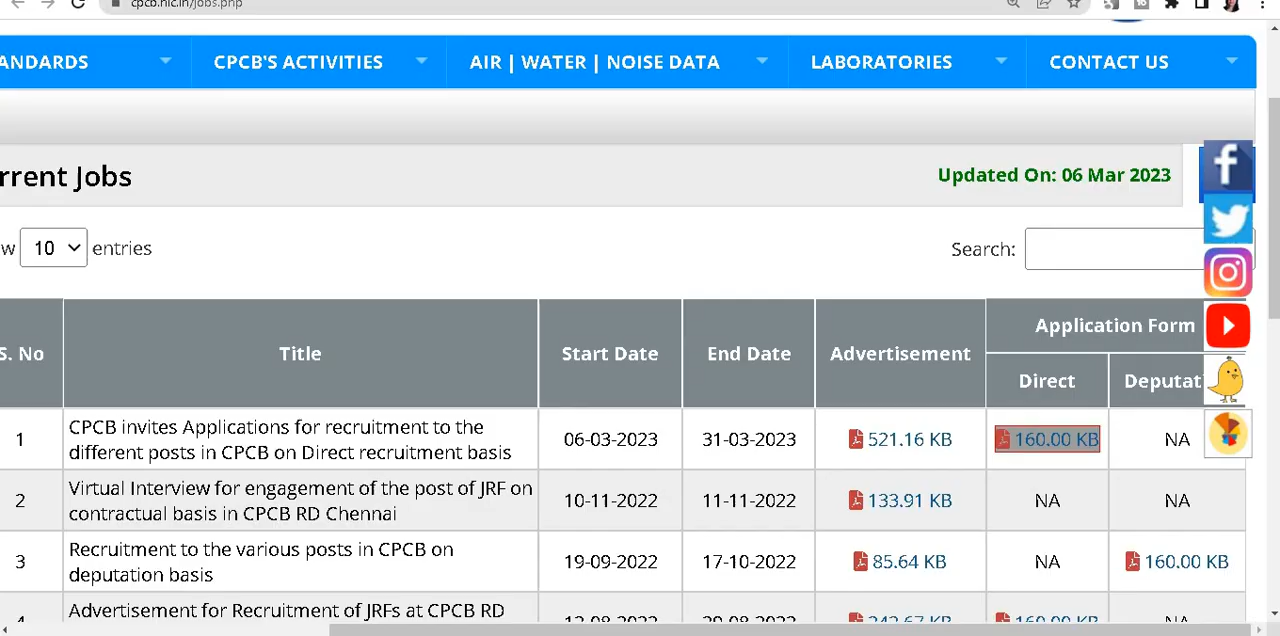 cpcb.nic.in/jobs.php
ANDARDS CPCB'S ACTIVITIES AIR | WATER | NOISE DATA LABORATORIES CONTACT US
rrent Jobs Updated On: 06 Mar 2023
w 10 entries Search:
S. No Title Start Date End Date Advertisement Application Form
Direct Deputat
1 CPCB invites Applications for recruitment to the
different posts in CPCB on Direct recruitment basis 06-03-2023 31-03-2023 521.16 KB 160.00 KB NA
2 Virtual Interview for engagement of the post of JRF on
contractual basis in CPCB RD Chennai 10-11-2022 11-11-2022 133.91 KB NA NA
3 Recruitment to the various posts in CPCB on
deputation basis 19-09-2022 17-10-2022 85.64 KB NA 160.00 KB
4 Advertisement for Recruitment of JRFs at CPCB RD